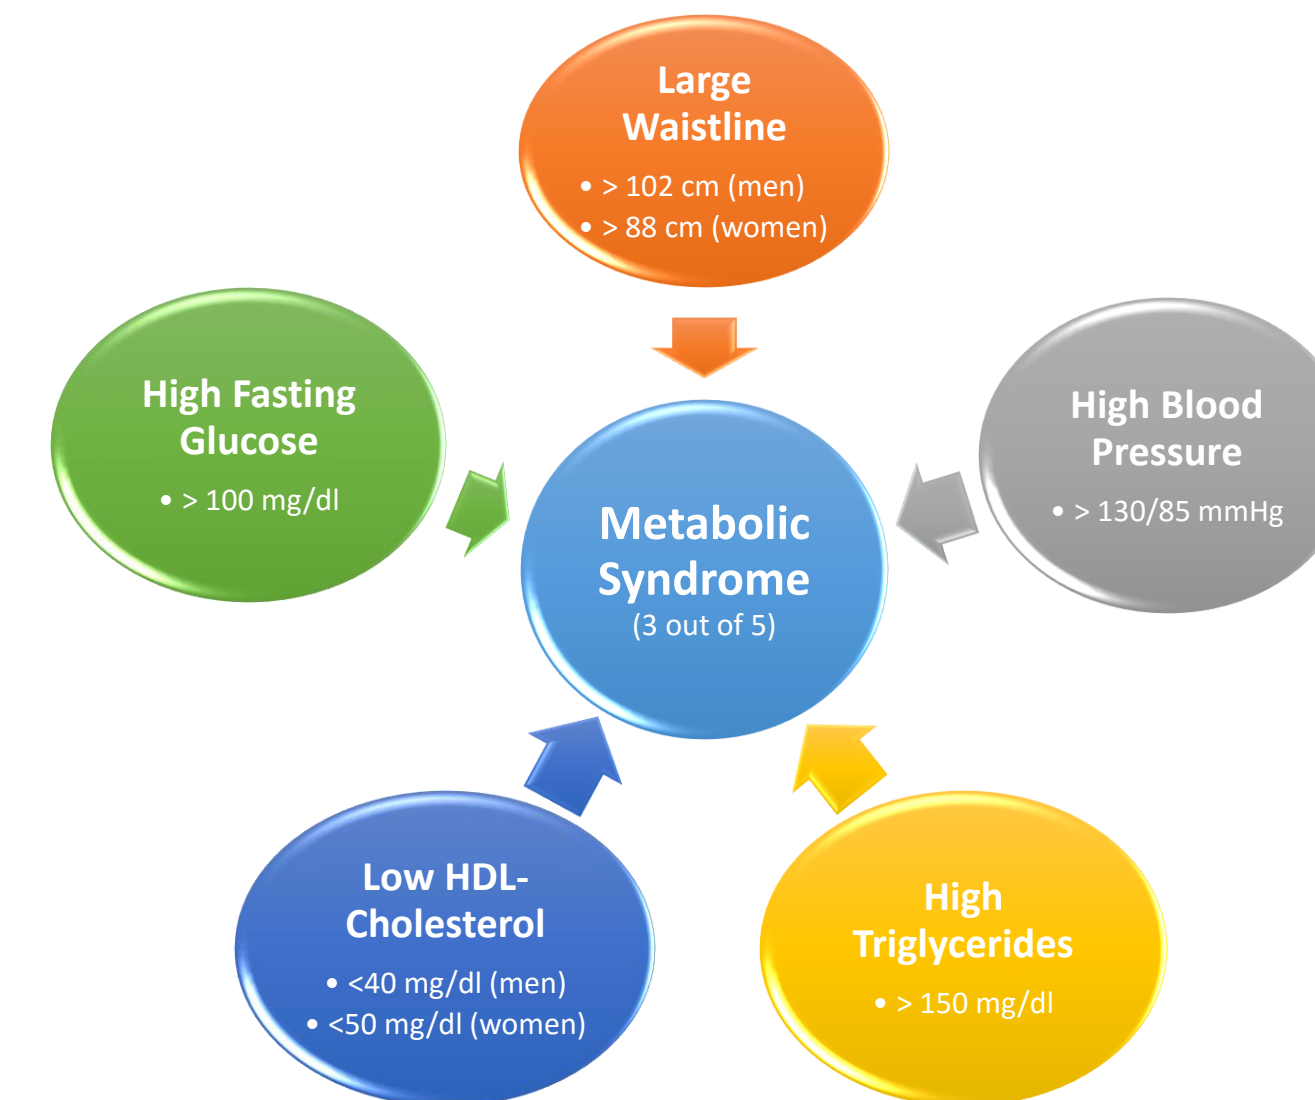 Large
Waistline
• > 102 cm (men)
• > 88 cm (women)
High Fasting
Glucose
• > 100 mg/dl
High Blood
Pressure
• > 130/85 mmHg
Metabolic
Syndrome
(3 out of 5)
Low HDL-
Cholesterol
• <40 mg/dl (men)
• <50 mg/dl (women)
High
Triglycerides
• > 150 mg/dl